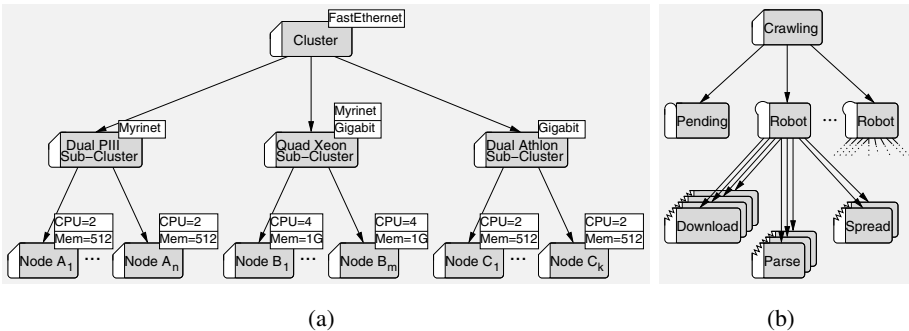 FastEthernet
Cluster
Myrinet
Dual PIII
Sub-Cluster
Myrinet
Gigabit
Quad Xeon
Sub-Cluster
Gigabit
Dual Athlon
Sub-Cluster
CPU=2
Mem=512
Node A1
...
CPU=2
Mem=512
Node An
CPU=4
Mem=1G
Node B1
...
CPU=4
Mem=1G
Node Bm
CPU=2
Mem=512
Node C1
...
CPU=2
Mem=512
Node Ck
(a)
Crawling
Pending
Robot
...
Robot
Download
Parse
Spread
(b)